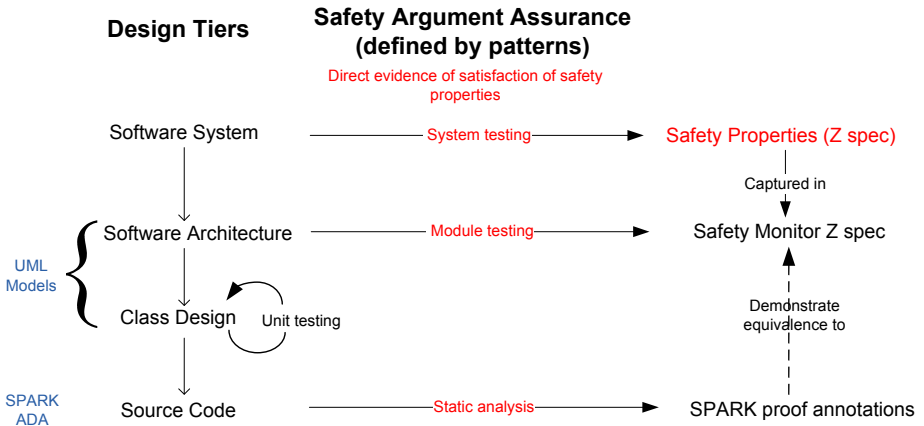 Design Tiers
Safety Argument Assurance
(defined by patterns)
Direct evidence of satisfaction of safety
properties
Software System
System testing
Safety Properties (Z spec)
Captured in
Software Architecture
Module testing
Safety Monitor Z spec
UML
Models
Class Design
Unit testing
Demonstrate
equivalence to
SPARK
ADA
Source Code
Static analysis
SPARK proof annotations